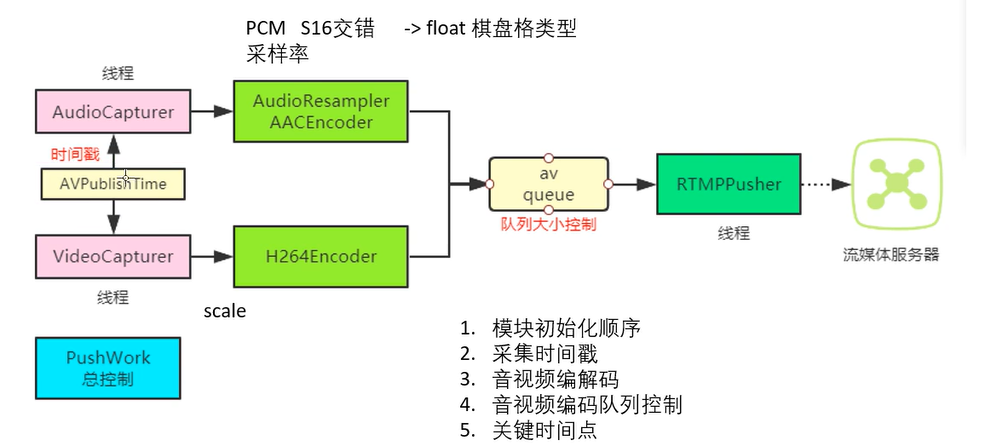 PCM S16交错 -> float 棋盘格类型
采样率
线程
AudioCapturer
AudioResampler
AACEncoder
时间戳
AVPublishTime
av
queue
队列大小控制
RTMPPusher
线程
流媒体服务器
VideoCapturer
线程
H264Encoder
scale
PushWork
总控制
1. 模块初始化顺序
2. 采集时间戳
3. 音视频编解码
4. 音视频编码队列控制
5. 关键时间点